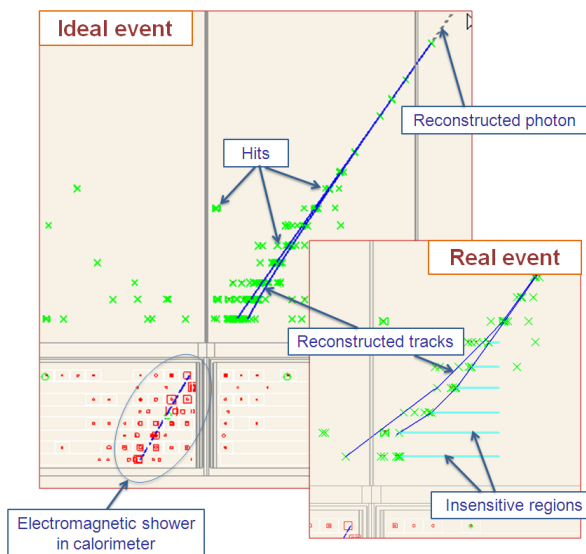 Ideal event
Reconstructed photon
Hits
Real event
Reconstructed tracks
Insensitive regions
Electromagnetic shower
in calorimeter